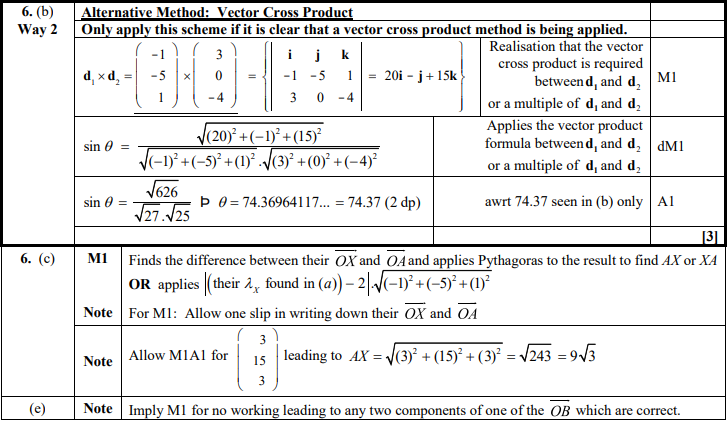 6. (b) Alternative Method: Vector Cross Product
Way 2 Only apply this scheme if it is clear that a vector cross product method is being applied.
d₁ × d₂ = (−1, −5, 1) × (3, 0, −4) = { | i j k ; −1 −5 1 ; 3 0 −4 | = 20i − j + 15k }
Realisation that the vector
cross product is required
between d₁ and d₂
or a multiple of d₁ and d₂
M1
sin θ = √((20)² + (−1)² + (15)²) / (√((−1)² + (−5)² + (1)²) . √((3)² + (0)² + (−4)²))
Applies the vector product
formula between d₁ and d₂
or a multiple of d₁ and d₂
dM1
sin θ = √626 / (√27 . √25) Þ θ = 74.36964117... = 74.37 (2 dp)
awrt 74.37 seen in (b) only
A1
[3]
6. (c) M1 Finds the difference between their OX and OA and applies Pythagoras to the result to find AX or XA
OR applies |(their λₓ found in (a)) − 2| . √((−1)² + (−5)² + (1)²)
Note For M1: Allow one slip in writing down their OX and OA
Note Allow M1A1 for (3, 15, 3) leading to AX = √((3)² + (15)² + (3)²) = √243 = 9√3
(e) Note Imply M1 for no working leading to any two components of one of the OB which are correct.